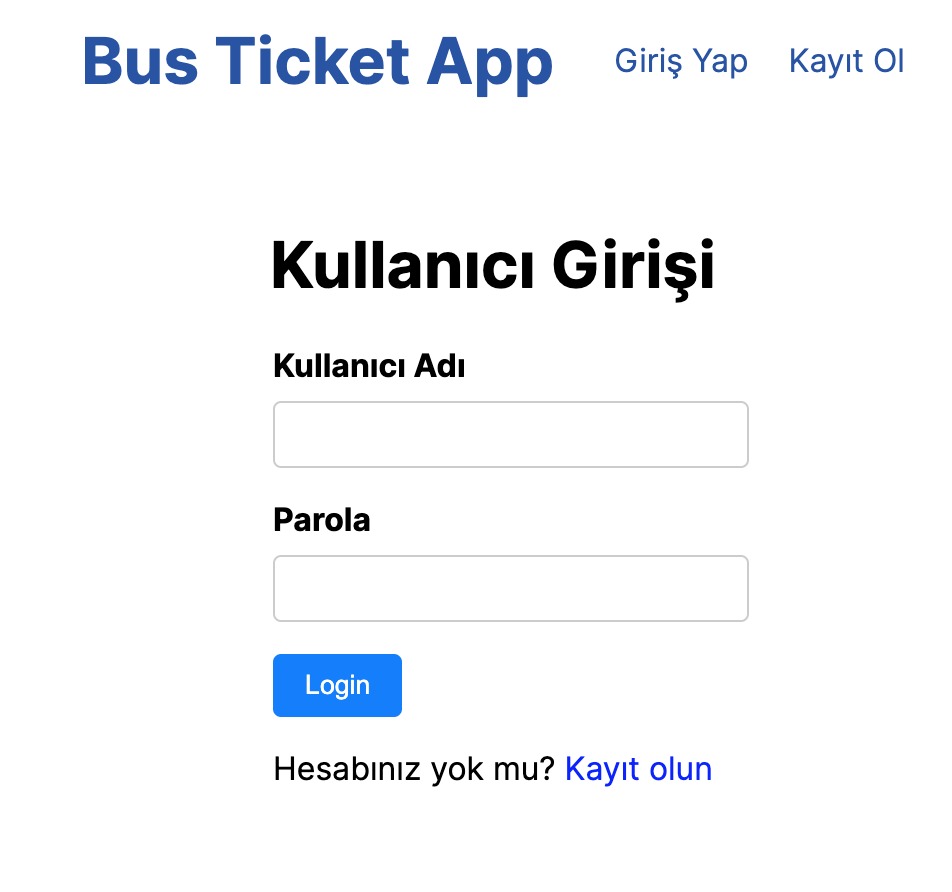 Bus Ticket App Giriş Yap Kayıt Ol
Kullanıcı Girişi
Kullanıcı Adı
Parola
Login
Hesabınız yok mu? Kayıt olun